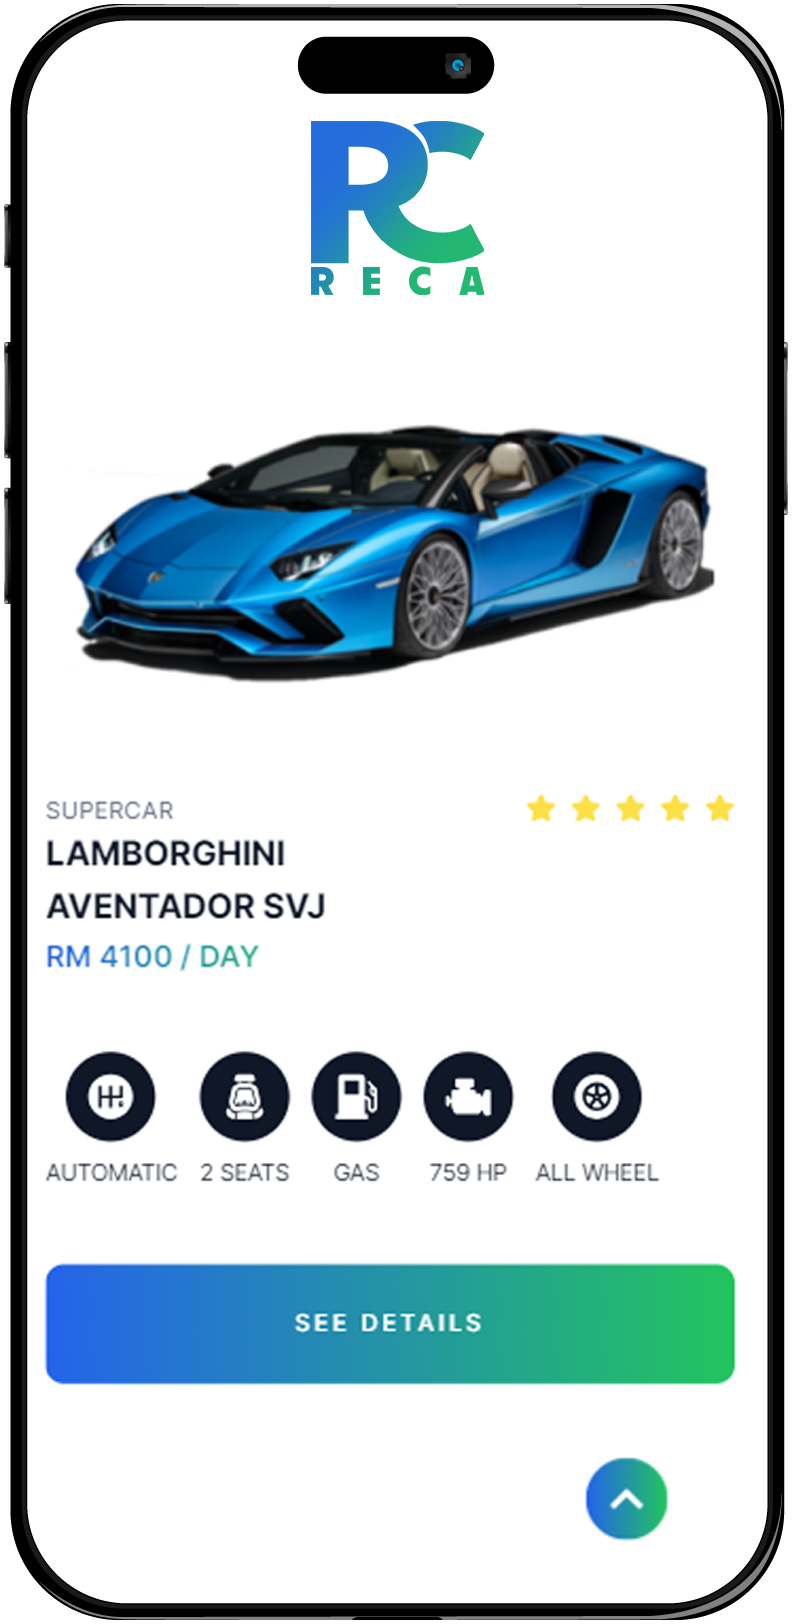 RC
RECA
SUPERCAR
LAMBORGHINI
AVENTADOR SVJ
RM 4100 / DAY
AUTOMATIC 2 SEATS GAS 759 HP ALL WHEEL
SEE DETAILS